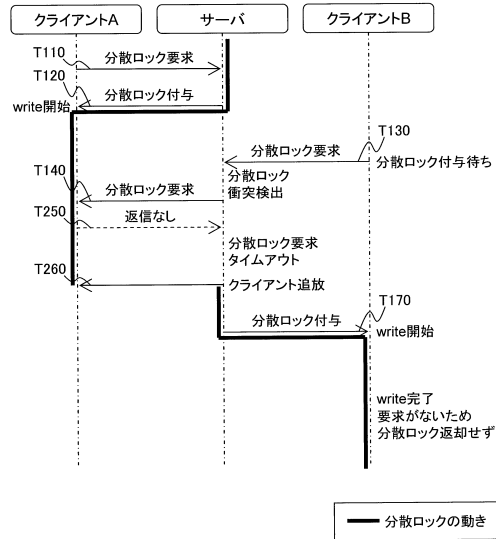 クライアントA
サーバ
クライアントB
T110
分散ロック要求
T120
分散ロック付与
write開始
T130
分散ロック要求
分散ロック付与待ち
T140
分散ロック
衝突検出
分散ロック要求
T250
返信なし
分散ロック要求
タイムアウト
T260
クライアント追放
T170
分散ロック付与
write開始
write完了
要求がないため
分散ロック返却せず
分散ロックの動き